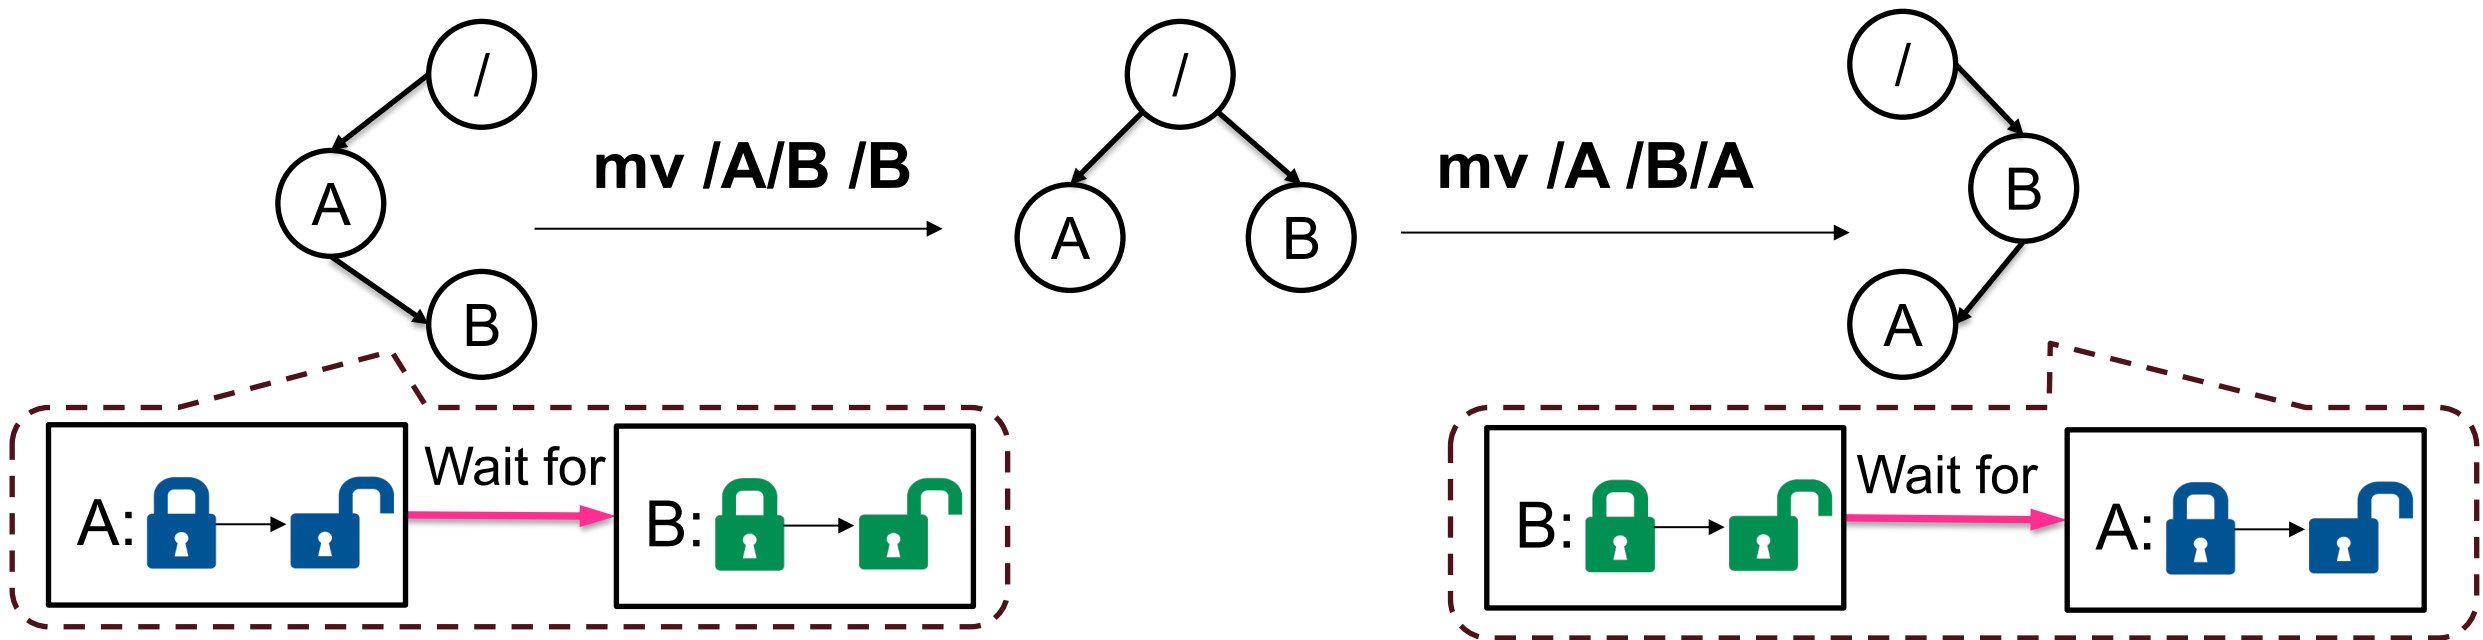 /
A
B
mv /A/B /B
/
A
B
mv /A /B/A
/
B
A
A:
Wait for
B:
B:
Wait for
A: